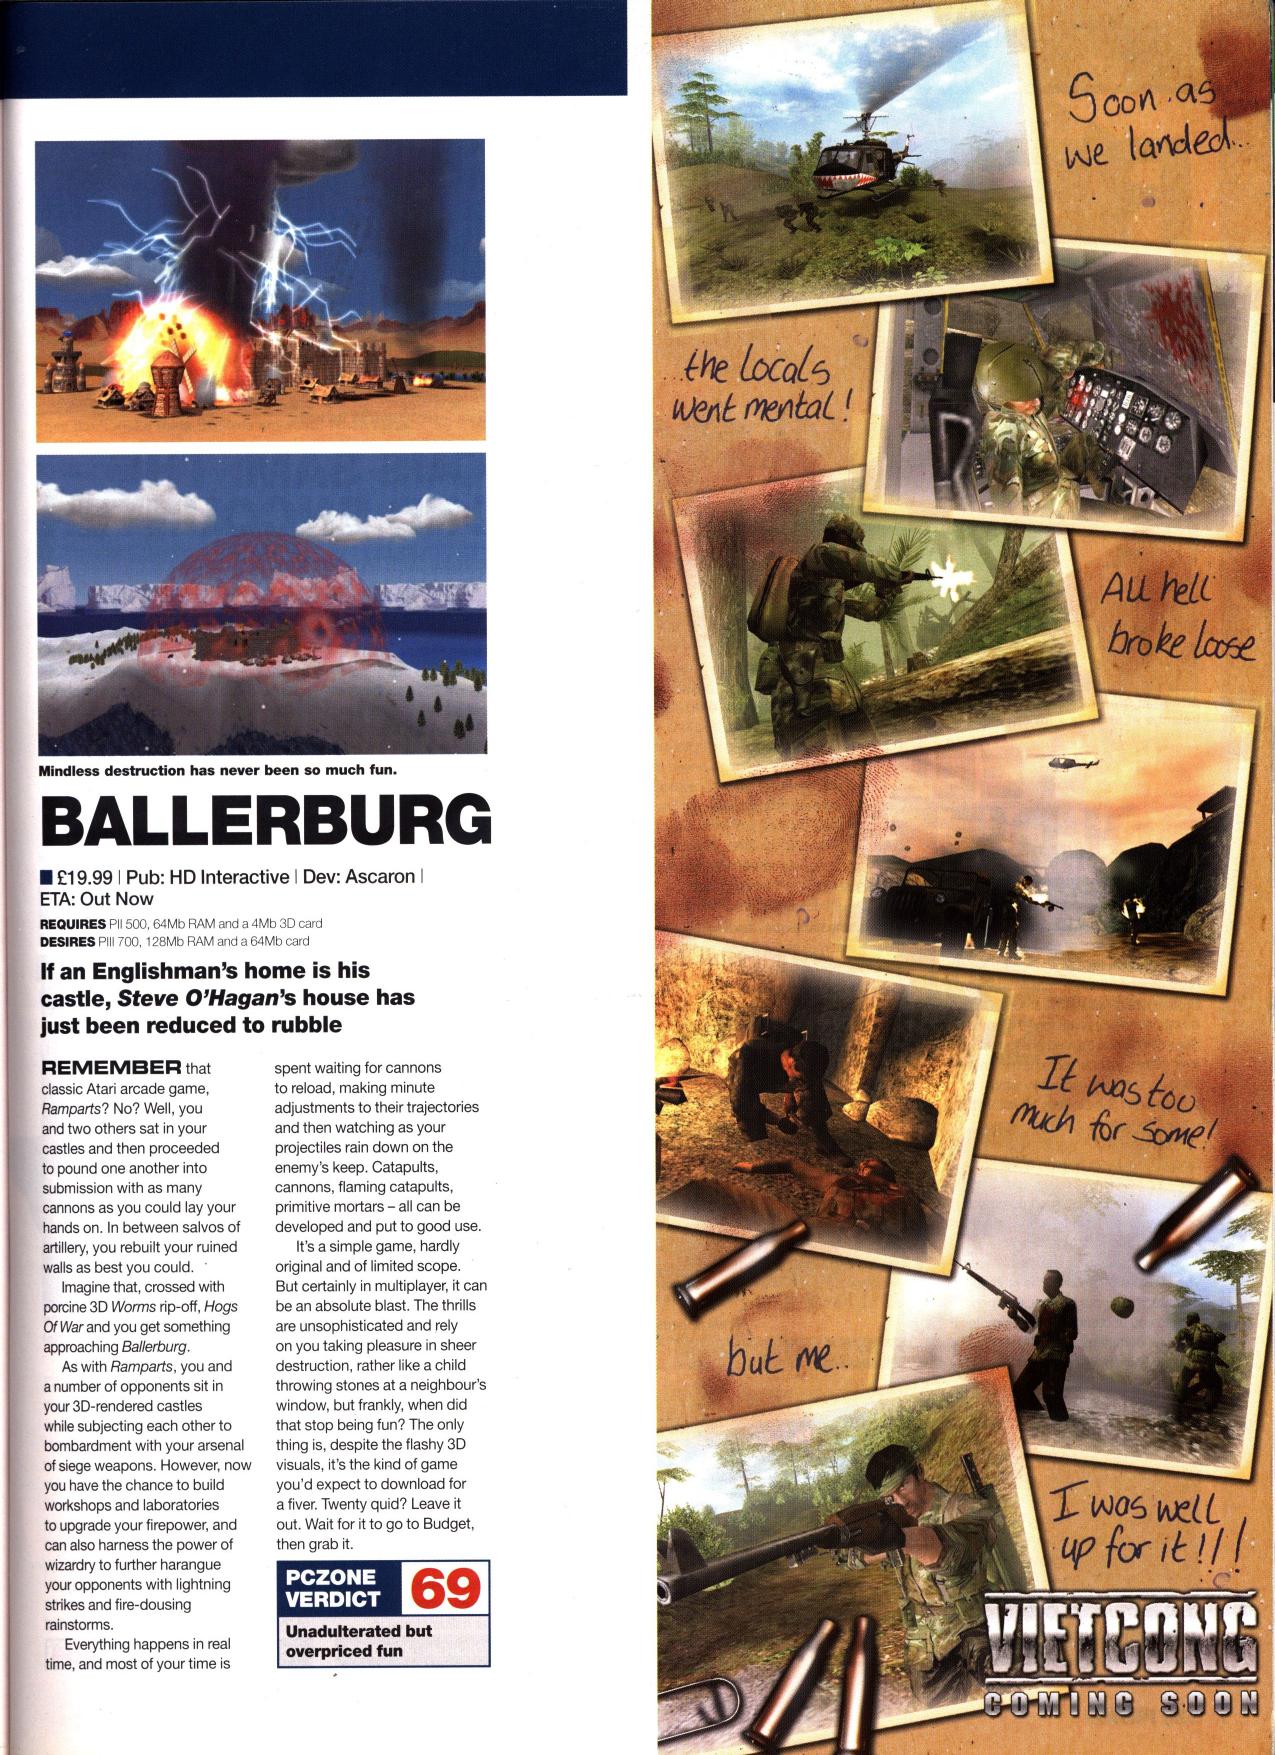 Mindless destruction has never been so much fun.
BALLERBURG
£19.99 | Pub: HD Interactive | Dev: Ascaron |
ETA: Out Now
REQUIRES PII 500, 64Mb RAM and a 4Mb 3D card
DESIRES PIII 700, 128Mb RAM and a 64Mb card
If an Englishman's home is his
castle, Steve O'Hagan's house has
just been reduced to rubble
REMEMBER that
classic Atari arcade game,
Ramparts? No? Well, you
and two others sat in your
castles and then proceeded
to pound one another into
submission with as many
cannons as you could lay your
hands on. In between salvos of
artillery, you rebuilt your ruined
walls as best you could.
Imagine that, crossed with
porcine 3D Worms rip-off, Hogs
Of War and you get something
approaching Ballerburg.
As with Ramparts, you and
a number of opponents sit in
your 3D-rendered castles
while subjecting each other to
bombardment with your arsenal
of siege weapons. However, now
you have the chance to build
workshops and laboratories
to upgrade your firepower, and
can also harness the power of
wizardry to further harangue
your opponents with lightning
strikes and fire-dousing
rainstorms.
Everything happens in real
time, and most of your time is
spent waiting for cannons
to reload, making minute
adjustments to their trajectories
and then watching as your
projectiles rain down on the
enemy's keep. Catapults,
cannons, flaming catapults,
primitive mortars – all can be
developed and put to good use.
It's a simple game, hardly
original and of limited scope.
But certainly in multiplayer, it can
be an absolute blast. The thrills
are unsophisticated and rely
on you taking pleasure in sheer
destruction, rather like a child
throwing stones at a neighbour's
window, but frankly, when did
that stop being fun? The only
thing is, despite the flashy 3D
visuals, it's the kind of game
you'd expect to download for
a fiver. Twenty quid? Leave it
out. Wait for it to go to Budget,
then grab it.
PCZONE
VERDICT
69
Unadulterated but
overpriced fun
Soon as
we landed...
...the locals
went mental!
All hell
broke loose
It was too
much for some!
but me..
I was well
up for it!!!
VIETCONG
COMING SOON